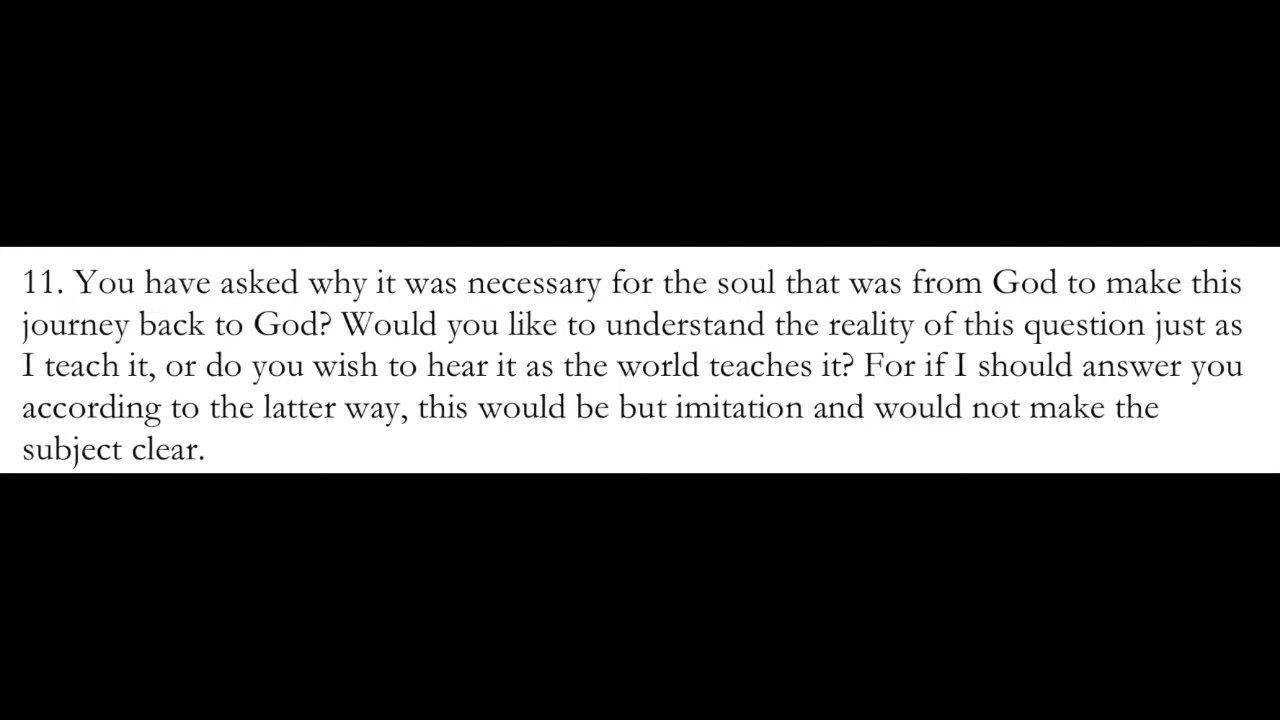 11. You have asked why it was necessary for the soul that was from God to make this
journey back to God? Would you like to understand the reality of this question just as
I teach it, or do you wish to hear it as the world teaches it? For if I should answer you
according to the latter way, this would be but imitation and would not make the
subject clear.